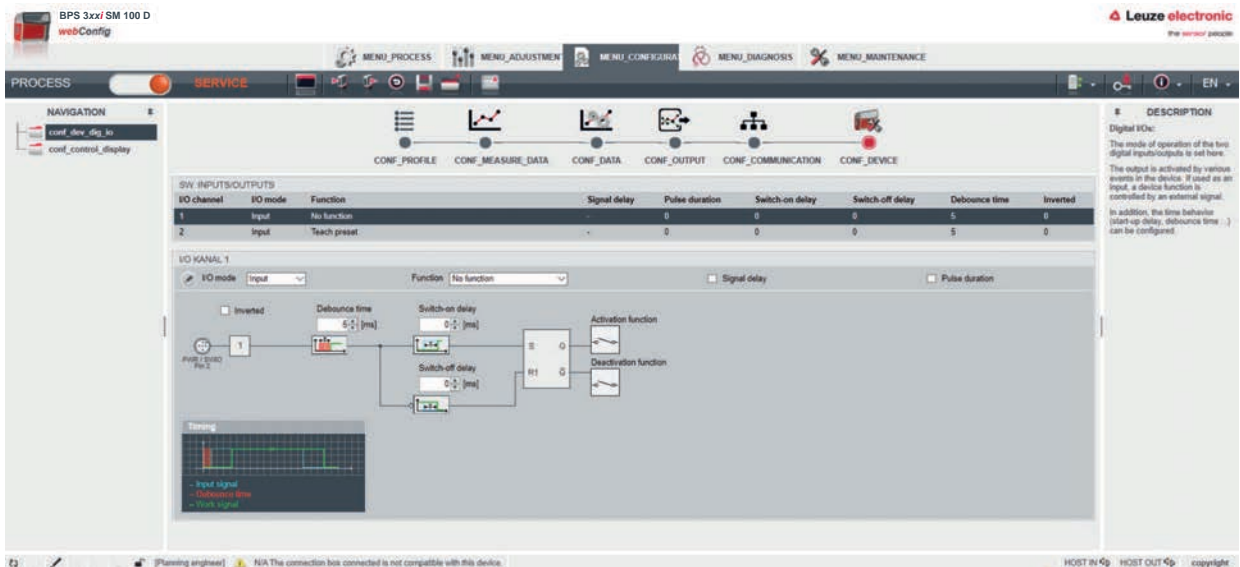 BPS 3xxi SM 100 D
webConfig
Leuze electronic
the sensor people
MENU_PROCESS
MENU_ADJUSTMEN
MENU_CONFIGURA
MENU_DIAGNOSIS
MENU_MAINTENANCE
PROCESS
SERVICE
EN
NAVIGATION
conf_dev_dig_io
conf_control_display
CONF_PROFILE
CONF_MEASURE_DATA
CONF_DATA
CONF_OUTPUT
CONF_COMMUNICATION
CONF_DEVICE
SW. INPUTS/OUTPUTS
I/O channel I/O mode Function Signal delay Pulse duration Switch-on delay Switch-off delay Debounce time Inverted
1 Input No function - 0 0 0 5 0
2 Input Teach preset - 0 0 0 5 0
I/O KANAL 1
I/O mode Input Function No function Signal delay Pulse duration
Inverted
Debounce time
5 [ms]
Switch-on delay
0 [ms]
Activation function
1
S Q
PWR / SWIO
Pin 2
Switch-off delay
0 [ms]
R1 Q̅
Deactivation function
Timing
- Input signal
- Debounce time
- Work signal
DESCRIPTION
Digital I/Os:
The mode of operation of the two
digital inputs/outputs is set here.
The output is activated by various
events in the device. If used as an
input, a device function is
controlled by an external signal.
In addition, the time behavior
(start-up delay, debounce time ...)
can be configured.
[Planning engineer] N/A The connection box connected is not compatible with this device.
HOST IN HOST OUT copyright